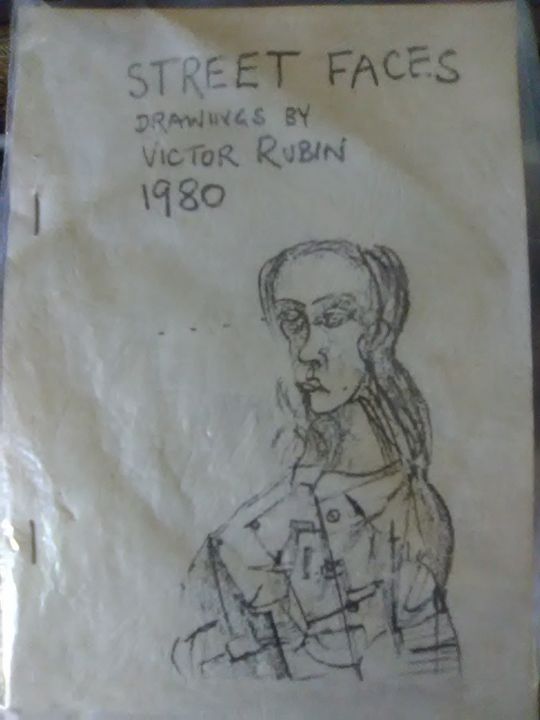 STREET FACES
DRAWINGS BY
VICTOR RUBIN
1980